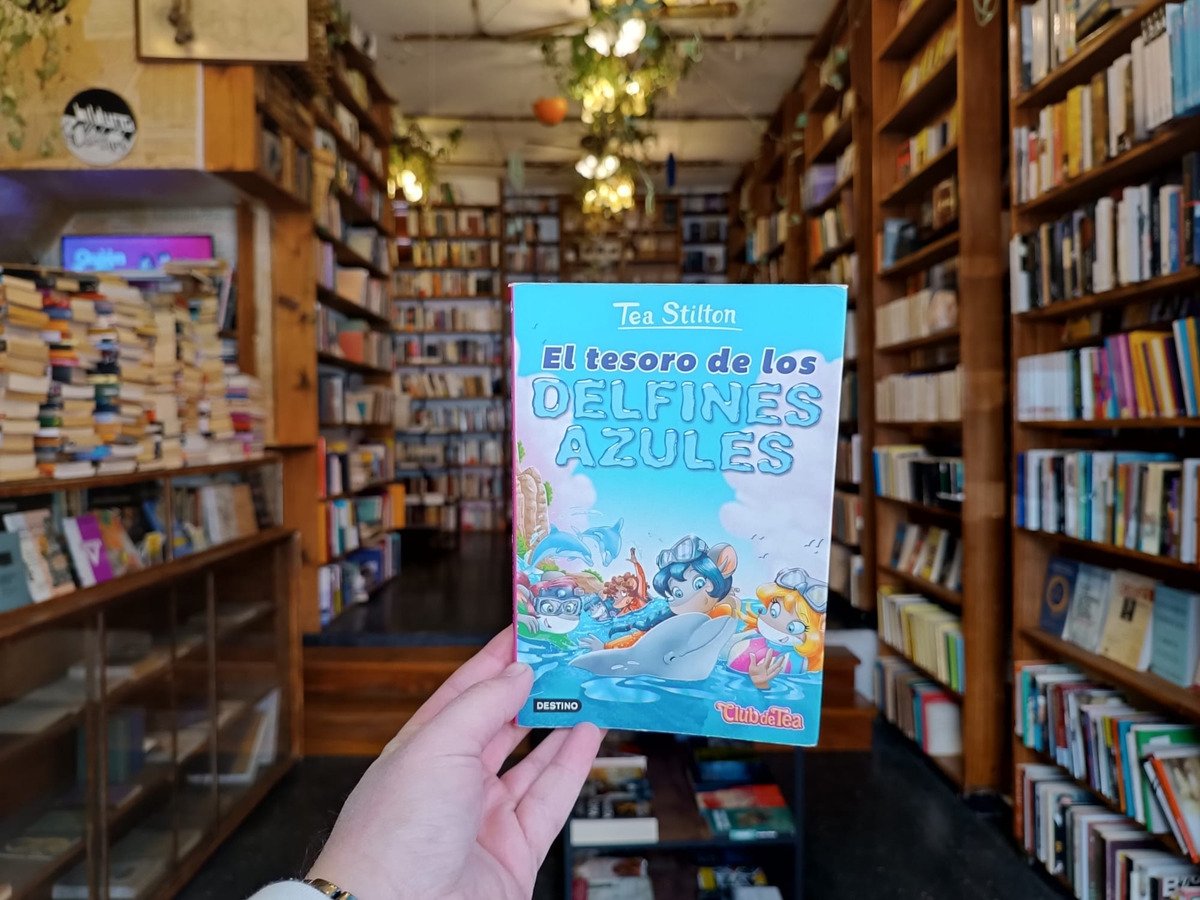 Tea Stilton
El tesoro de los
DELFINES
AZULES
DESTINO
Club de Tea